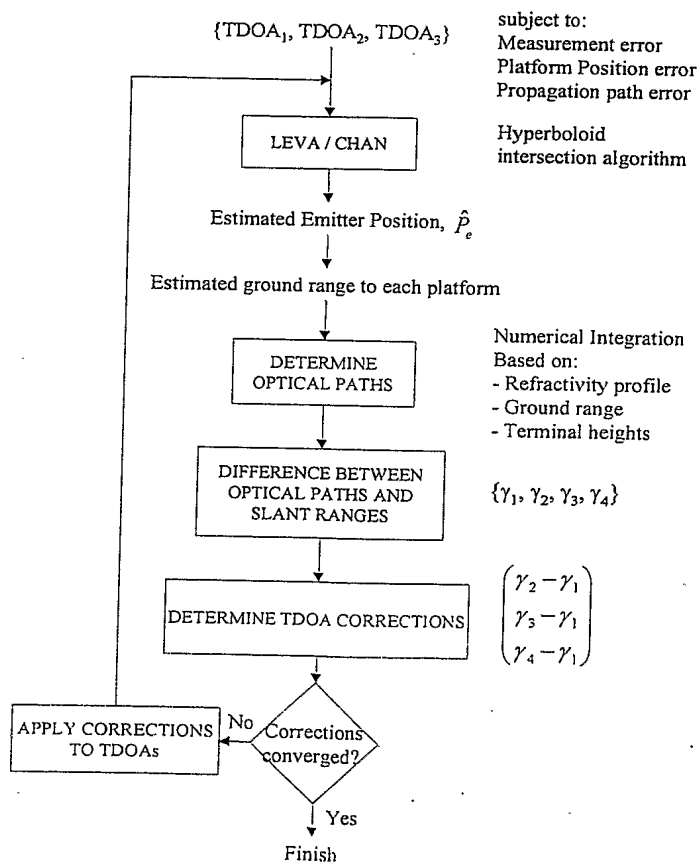 {TDOA₁, TDOA₂, TDOA₃}
subject to:
Measurement error
Platform Position error
Propagation path error
LEVA / CHAN
Hyperboloid
intersection algorithm
Estimated Emitter Position, P̂ₑ
Estimated ground range to each platform
DETERMINE
OPTICAL PATHS
Numerical Integration
Based on:
- Refractivity profile
- Ground range
- Terminal heights
DIFFERENCE BETWEEN
OPTICAL PATHS AND
SLANT RANGES
{γ₁, γ₂, γ₃, γ₄}
DETERMINE TDOA CORRECTIONS
γ₂ − γ₁
γ₃ − γ₁
γ₄ − γ₁
APPLY CORRECTIONS
TO TDOAs
No
Corrections
converged?
Yes
Finish